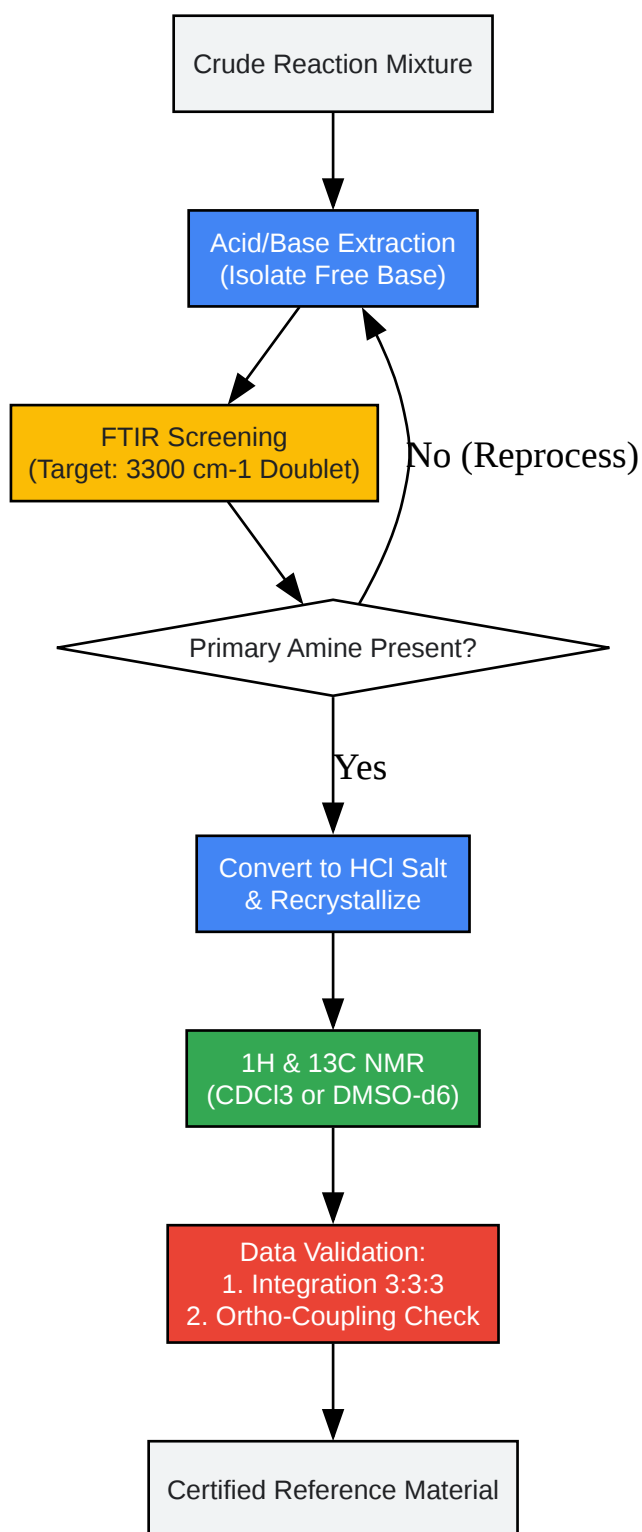 Crude Reaction Mixture
Acid/Base Extraction
(Isolate Free Base)
FTIR Screening
(Target: 3300 cm-1 Doublet)
No (Reprocess)
Primary Amine Present?
Yes
Convert to HCl Salt
& Recrystallize
1H & 13C NMR
(CDCl3 or DMSO-d6)
Data Validation:
1. Integration 3:3:3
2. Ortho-Coupling Check
Certified Reference Material